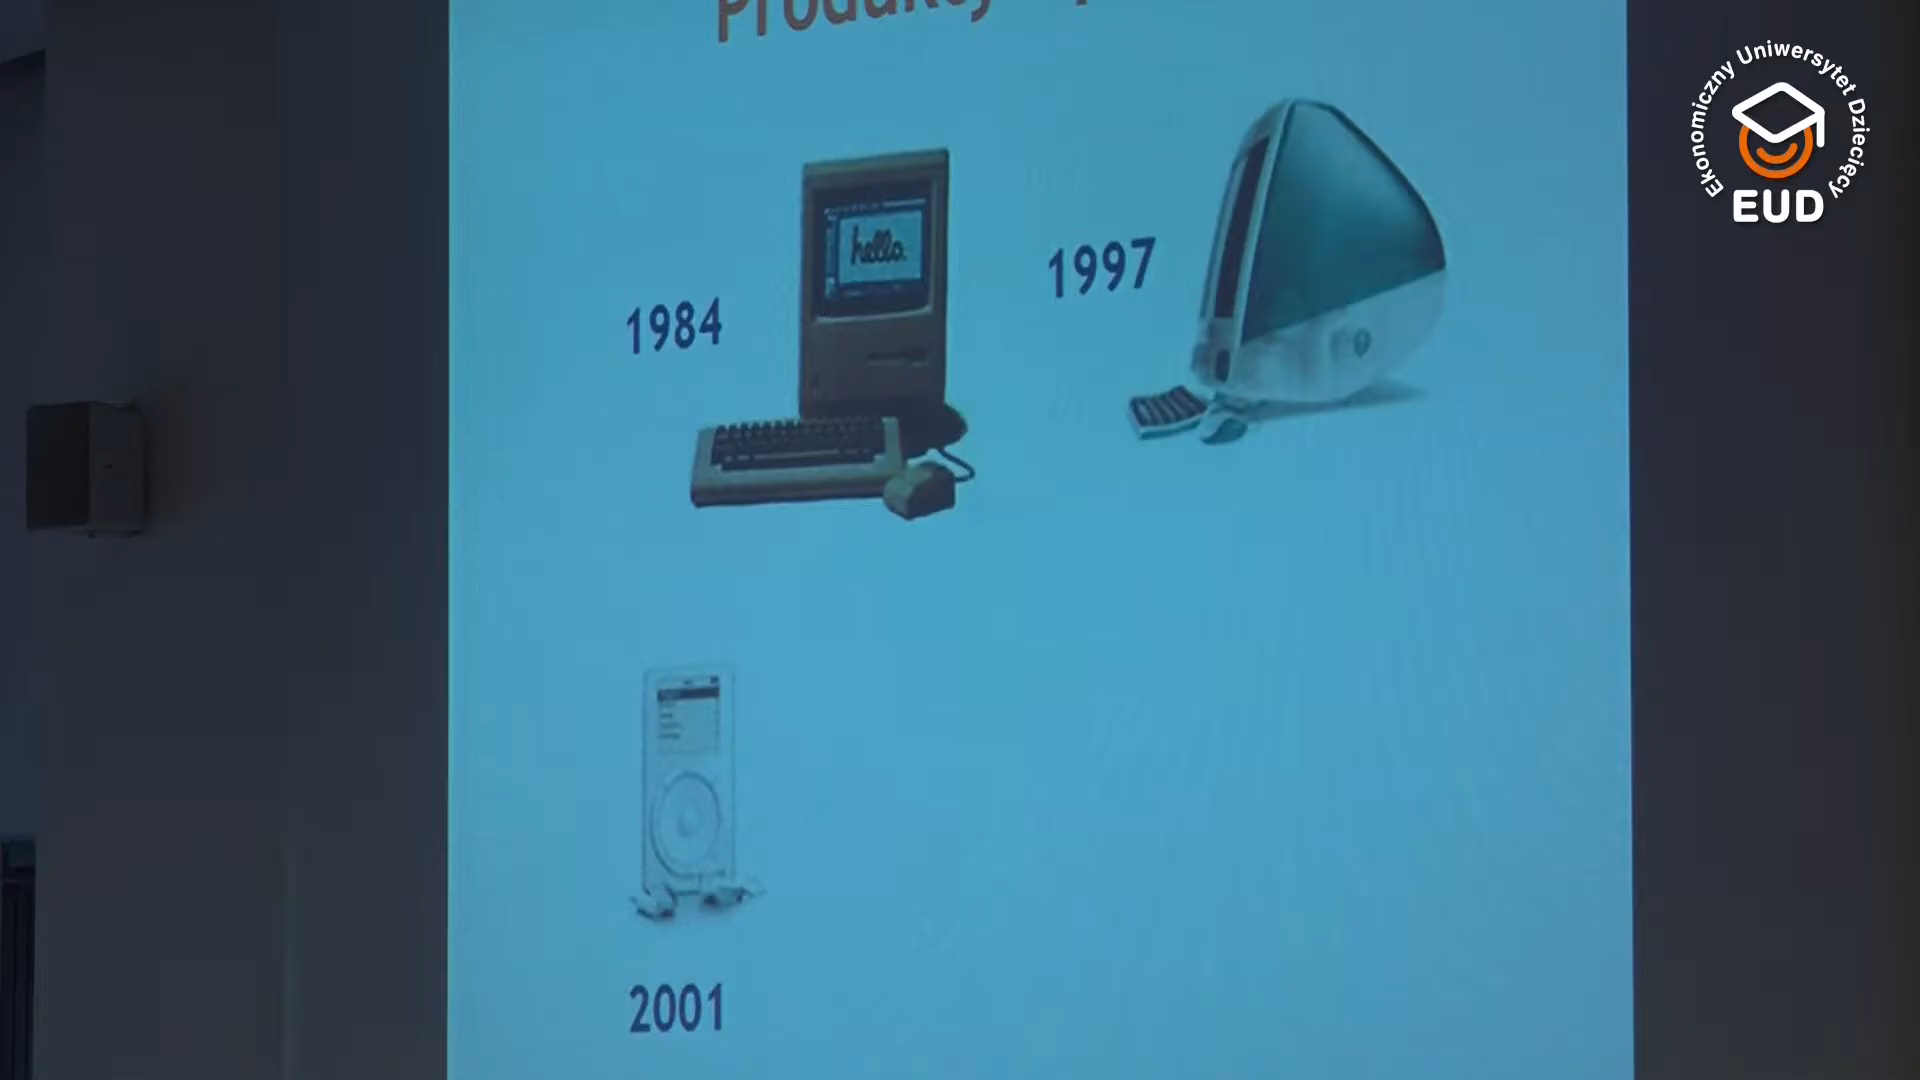 1984
hello.
1997
2001
Ekonomiczny Uniwersytet Dziecięcy
EUD